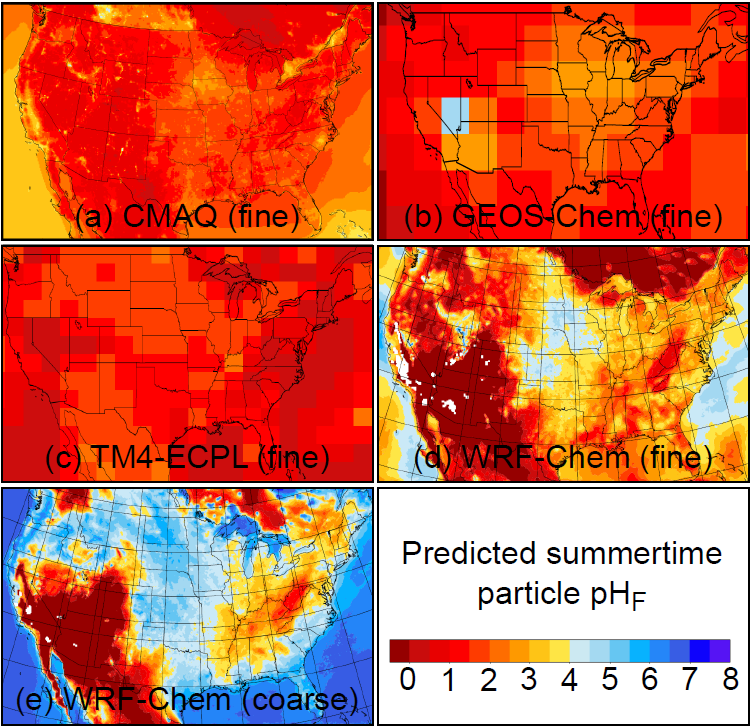 (a) CMAQ (fine)
(b) GEOS-Chem (fine)
(c) TM4-ECPL (fine)
(d) WRF-Chem (fine)
(e) WRF-Chem (coarse)
Predicted summertime
particle pHF
0 1 2 3 4 5 6 7 8